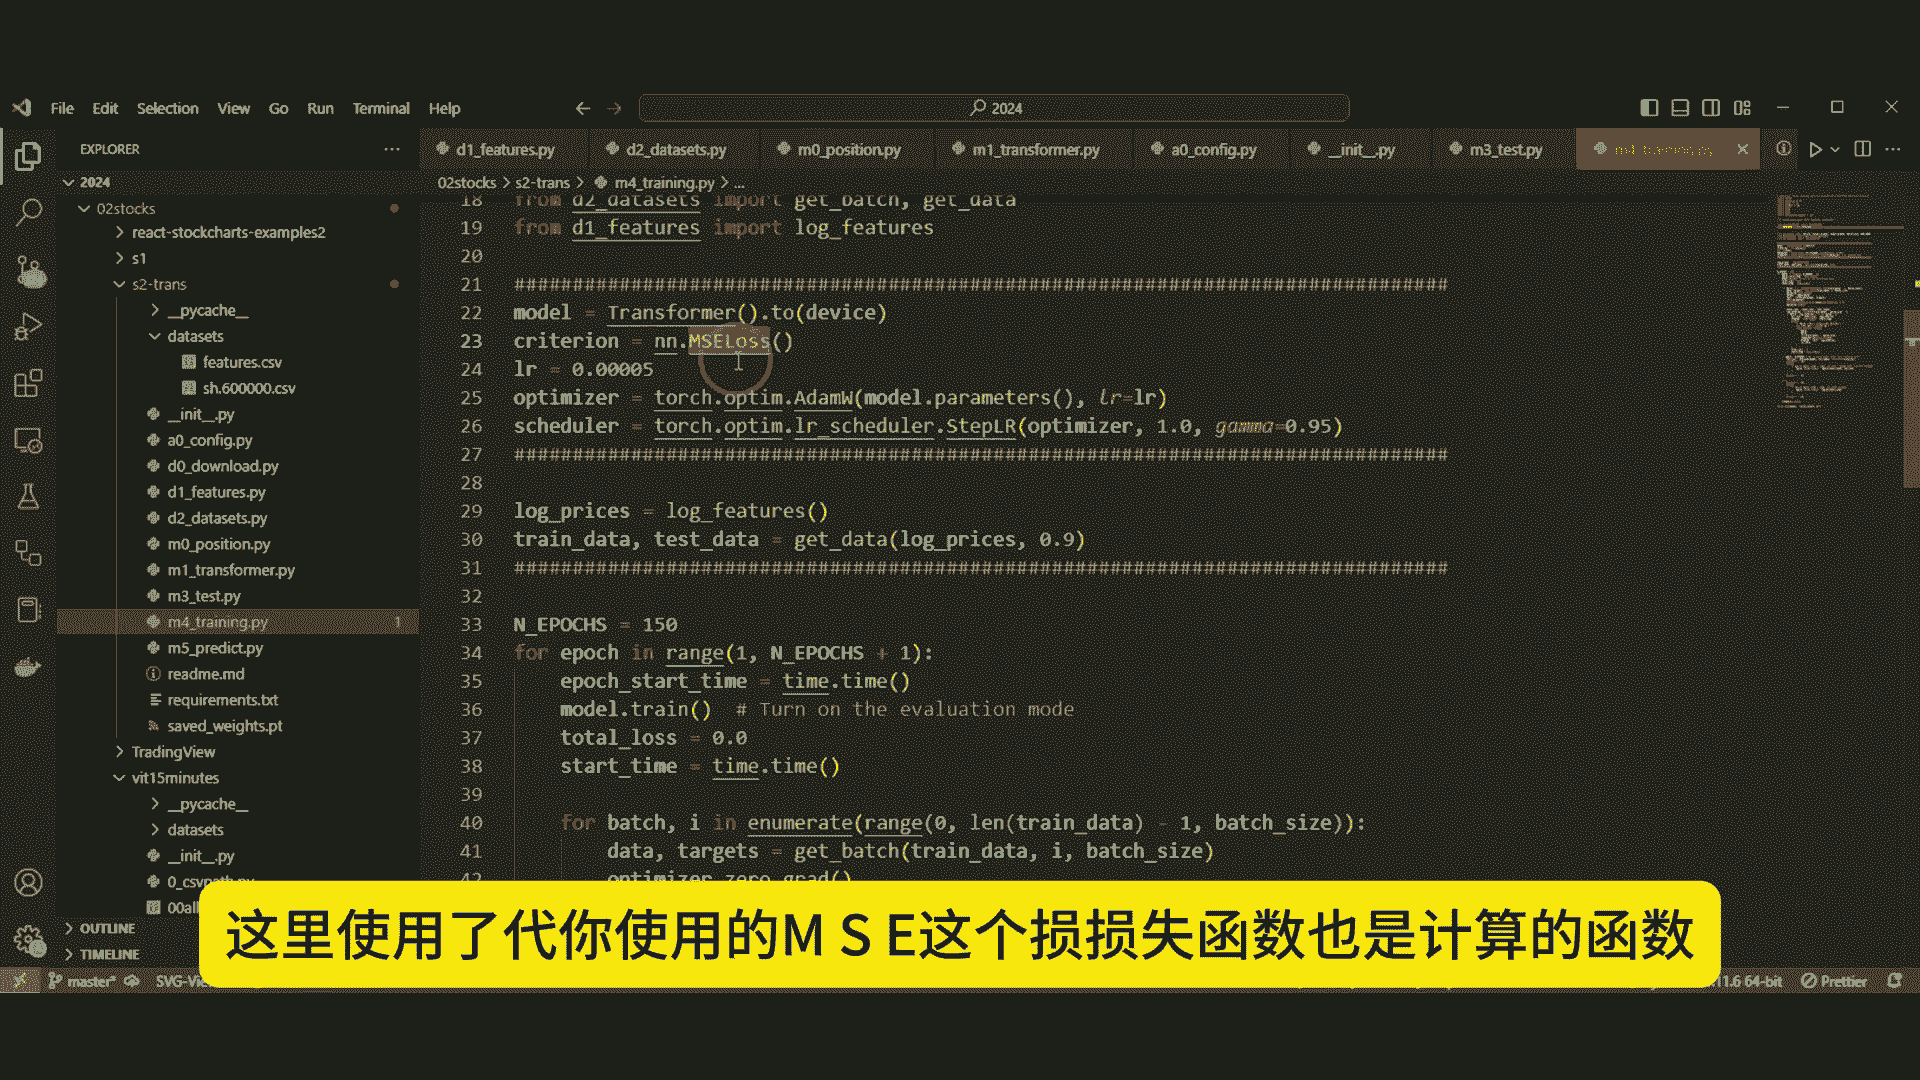 File Edit Selection View Go Run Terminal Help
2024
EXPLORER
d1_features.py
d2_datasets.py
m0_position.py
m1_transformer.py
a0_config.py
__init__.py
m3_test.py
m4_training.py
2024
02stocks > s2-trans > m4_training.py > ...
02stocks
react-stockcharts-examples2
s1
s2-trans
__pycache__
datasets
features.csv
sh.600000.csv
__init__.py
a0_config.py
d0_download.py
d1_features.py
d2_datasets.py
m0_position.py
m1_transformer.py
m3_test.py
m4_training.py 1
m5_predict.py
readme.md
requirements.txt
saved_weights.pt
TradingView
vit15minutes
__pycache__
datasets
__init__.py
0_csvpath.py
00all
OUTLINE
TIMELINE
18 from d2_datasets import get_batch, get_data
19 from d1_features import log_features
20
21 ################################################################################
22 model = Transformer().to(device)
23 criterion = nn.MSELoss()
24 lr = 0.00005
25 optimizer = torch.optim.AdamW(model.parameters(), lr=lr)
26 scheduler = torch.optim.lr_scheduler.StepLR(optimizer, 1.0, gamma=0.95)
27 ################################################################################
28
29 log_prices = log_features()
30 train_data, test_data = get_data(log_prices, 0.9)
31 ################################################################################
32
33 N_EPOCHS = 150
34 for epoch in range(1, N_EPOCHS + 1):
35 epoch_start_time = time.time()
36 model.train() # Turn on the evaluation mode
37 total_loss = 0.0
38 start_time = time.time()
39
40 for batch, i in enumerate(range(0, len(train_data) - 1, batch_size)):
41 data, targets = get_batch(train_data, i, batch_size)
42 optimizer.zero_grad()
这里使用了代你使用的M S E这个损损失函数也是计算的函数
master* SVG-Vie
11.6 64-bit Prettier